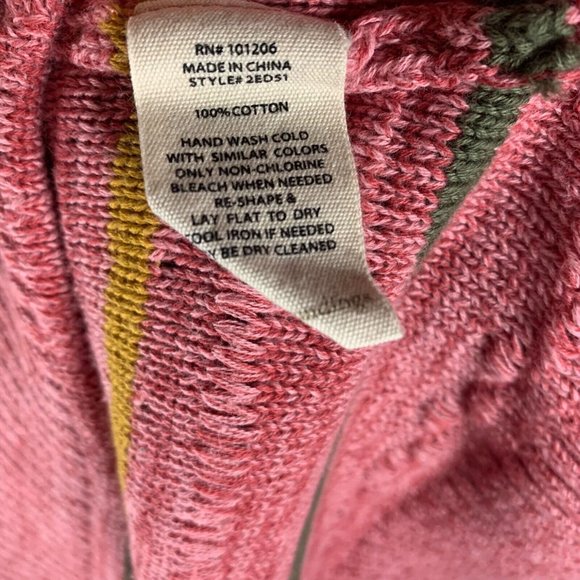 RN# 101206
MADE IN CHINA
STYLE# 2ED51
100% COTTON
HAND WASH COLD
WITH SIMILAR COLORS
ONLY NON-CHLORINE
BLEACH WHEN NEEDED
RE-SHAPE &
LAY FLAT TO DRY
OOL IRON IF NEEDED
BE DRY CLEANED